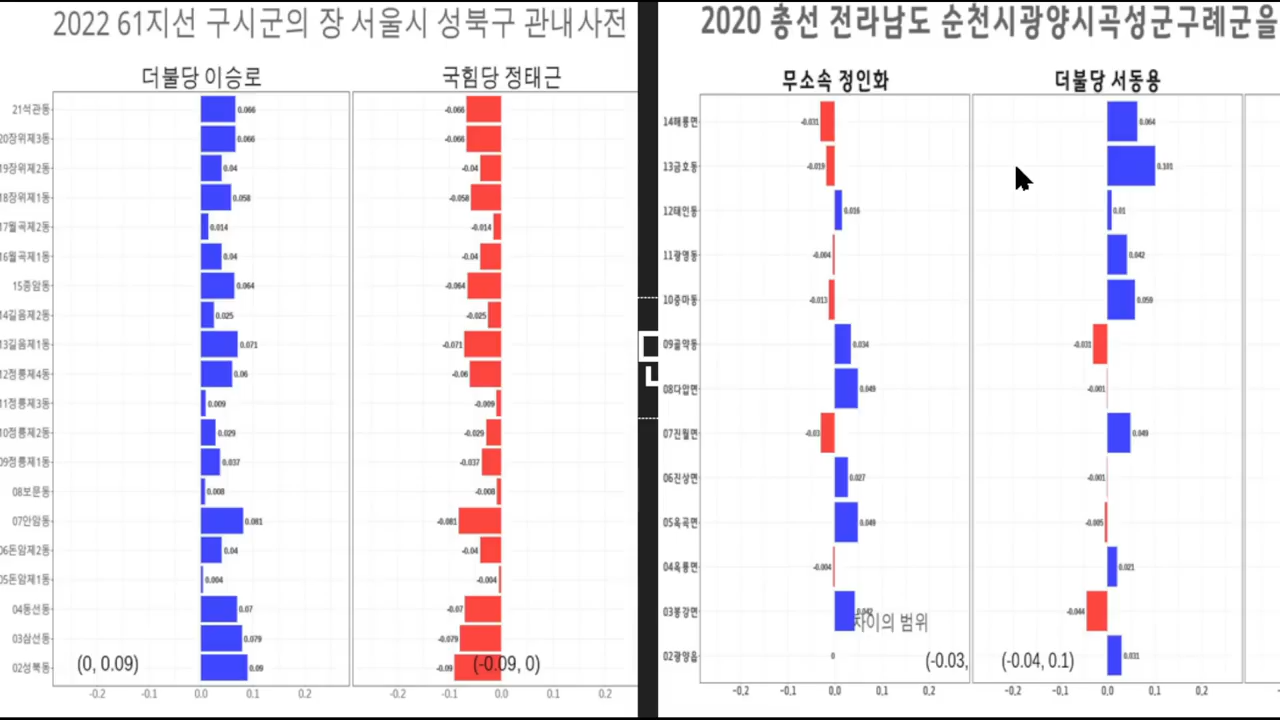 2022 61지선 구시군의 장 서울시 성북구 관내사전
더불당 이승로
국힘당 정태근
21석관동
0.066
-0.066
20장위제3동
0.066
-0.066
19장위제2동
0.04
-0.04
18장위제1동
0.058
-0.058
17월곡제2동
0.014
-0.014
16월곡제1동
0.04
-0.04
15종암동
0.064
-0.064
14길음제2동
0.025
-0.025
13길음제1동
0.071
-0.071
12정릉제4동
0.06
-0.06
11정릉제3동
0.009
-0.009
10정릉제2동
0.029
-0.029
09정릉제1동
0.037
-0.037
08보문동
0.008
-0.008
07안암동
0.081
-0.081
06돈암제2동
0.04
-0.04
05돈암제1동
0.004
-0.004
04동선동
0.07
-0.07
03삼선동
0.079
-0.079
02성북동
(0, 0.09)
0.09
-0.09
(-0.09, 0)
-0.2 -0.1 0.0 0.1 0.2
-0.2 -0.1 0.0 0.1 0.2
2020 총선 전라남도 순천시광양시곡성군구례군을
무소속 정인화
더불당 서동용
14해룡면
-0.031
0.064
13금호동
-0.019
0.101
12태인동
0.016
0.01
11광영동
-0.004
0.042
10중마동
-0.013
0.059
09골약동
0.034
-0.031
08다압면
0.049
-0.001
07진월면
-0.03
0.049
06진상면
0.027
-0.001
05옥곡면
0.049
-0.005
04옥룡면
-0.004
0.021
03봉강면
0.042
-0.044
차이의 범위
02광양읍
0
0.031
(-0.03,
(-0.04, 0.1)
-0.2 -0.1 0.0 0.1 0.2
-0.2 -0.1 0.0 0.1 0.2